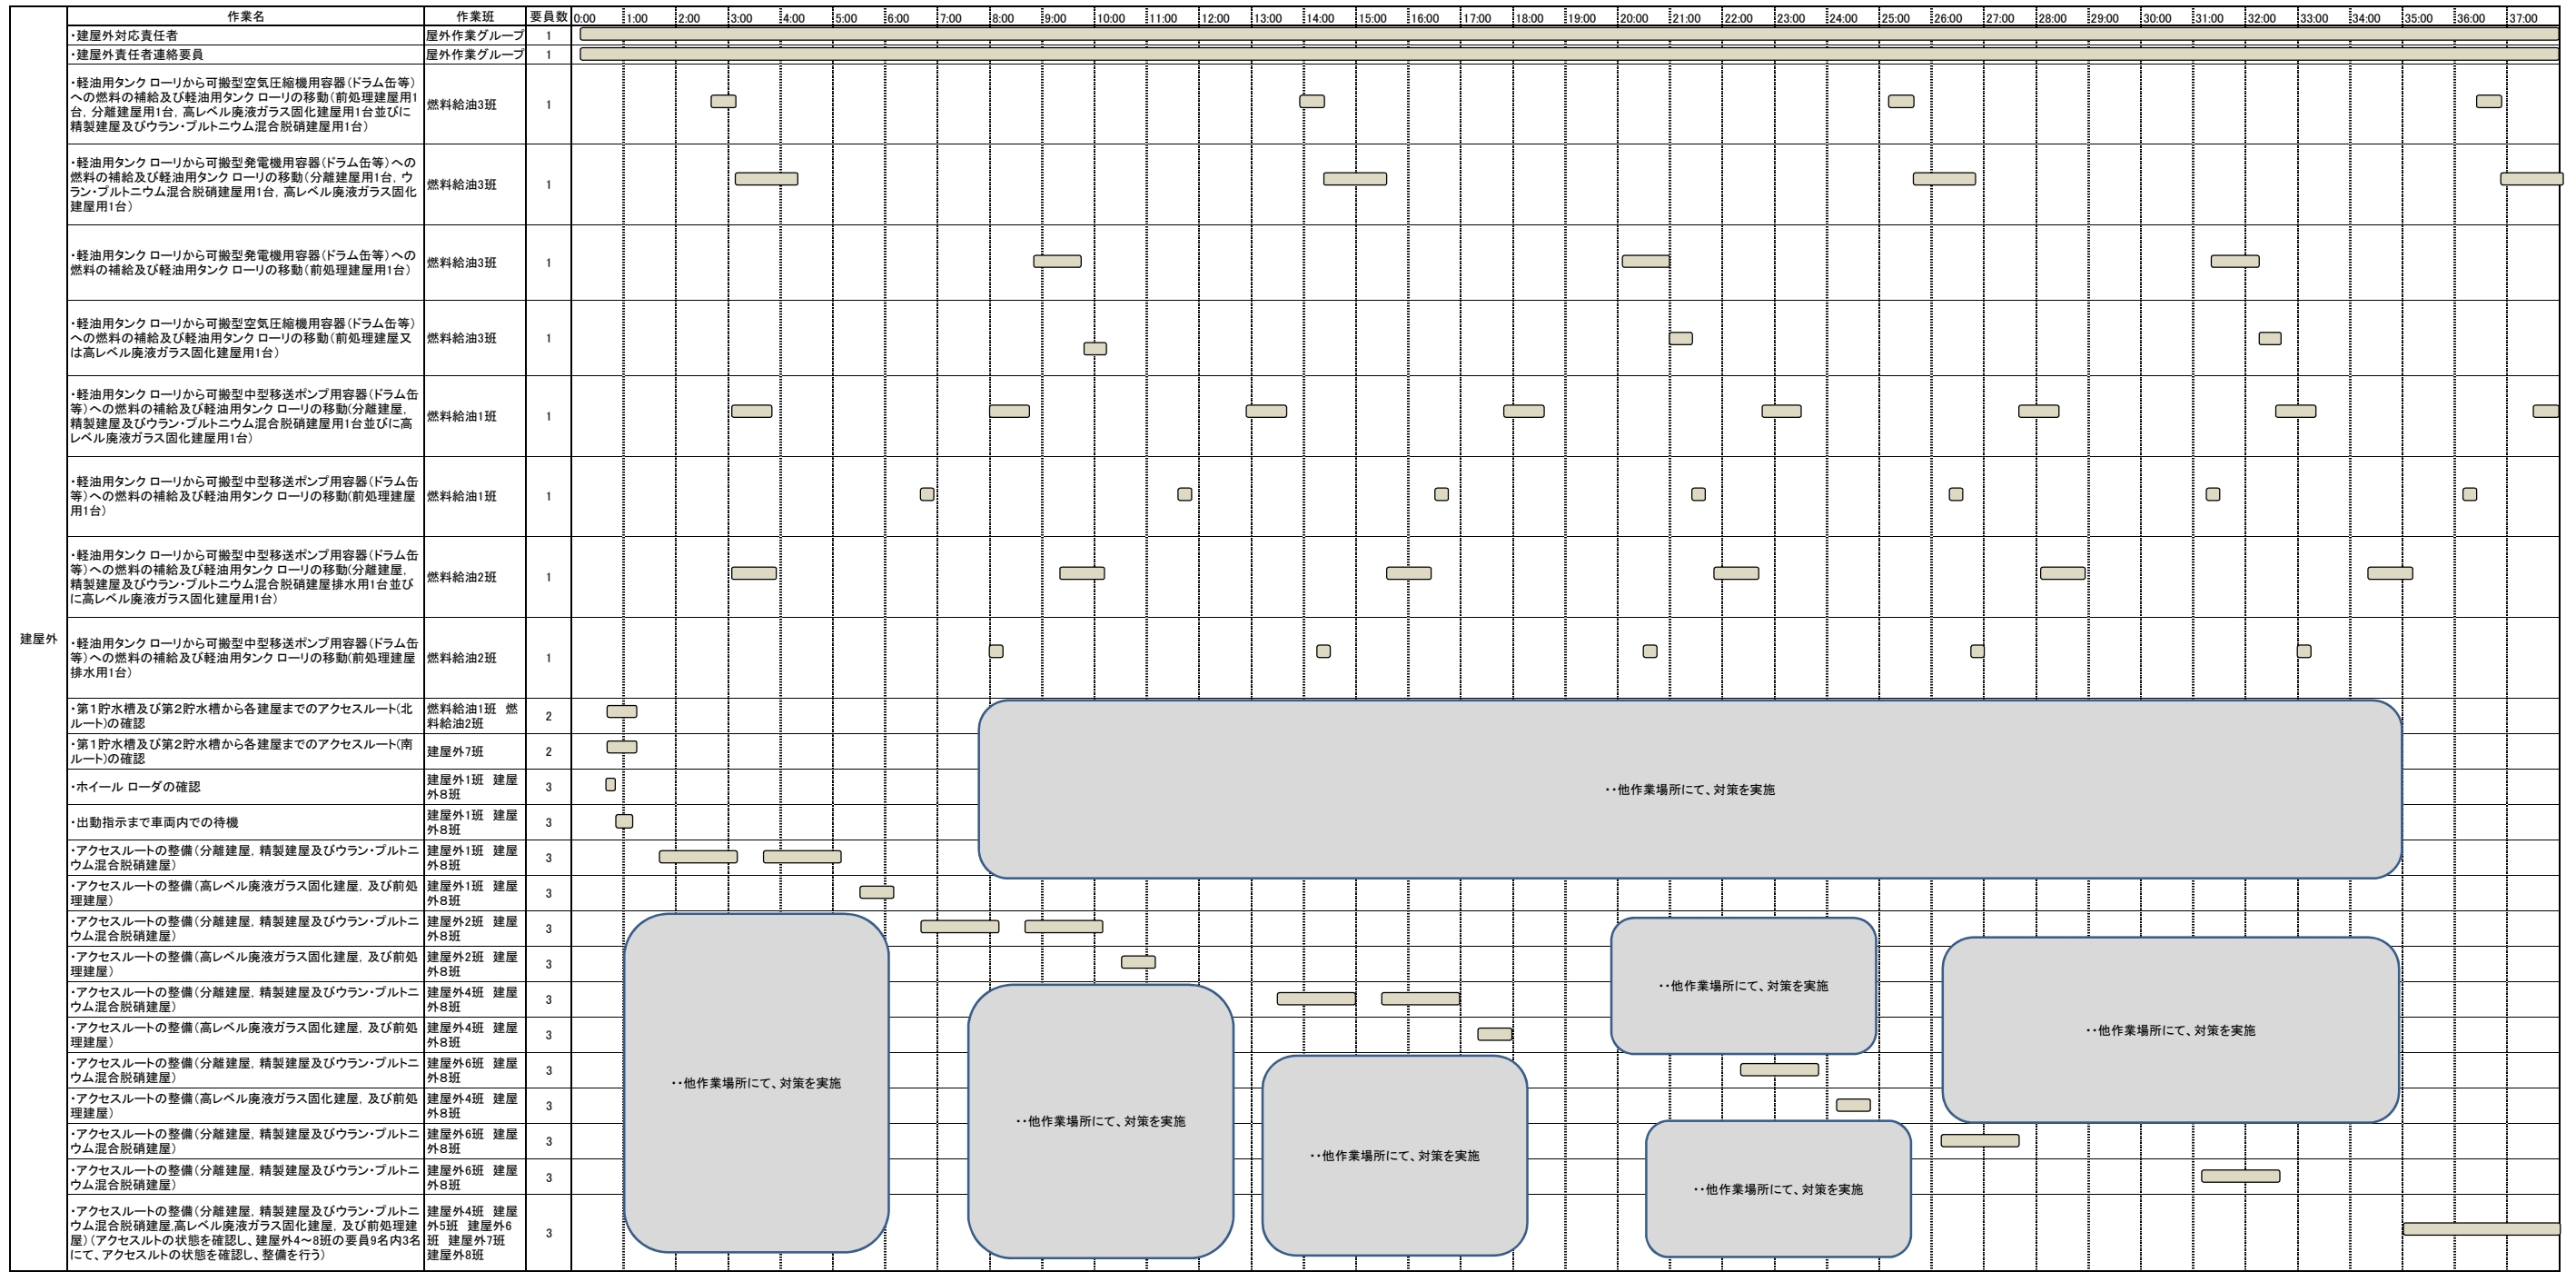 作業名 作業班 要員数 0:00 1:00 2:00 3:00 4:00 5:00 6:00 7:00 8:00 9:00 10:00 11:00 12:00 13:00 14:00 15:00 16:00 17:00 18:00 19:00 20:00 21:00 22:00 23:00 24:00 25:00 26:00 27:00 28:00 29:00 30:00 31:00 32:00 33:00 34:00 35:00 36:00 37:00
建屋外
・建屋外対応責任者 屋外作業グループ 1
・建屋外責任者連絡要員 屋外作業グループ 1
・軽油用タンク ローリから可搬型空気圧縮機用容器(ドラム缶等)
への燃料の補給及び軽油用タンク ローリの移動(前処理建屋用1
台, 分離建屋用1台, 高レベル廃液ガラス固化建屋用1台並びに
精製建屋及びウラン・プルトニウム混合脱硝建屋用1台)
燃料給油3班 1
・軽油用タンク ローリから可搬型発電機用容器(ドラム缶等)への
燃料の補給及び軽油用タンク ローリの移動(分離建屋用1台, ウ
ラン・プルトニウム混合脱硝建屋用1台, 高レベル廃液ガラス固化
建屋用1台)
燃料給油3班 1
・軽油用タンク ローリから可搬型発電機用容器(ドラム缶等)への
燃料の補給及び軽油用タンク ローリの移動(前処理建屋用1台)
燃料給油3班 1
・軽油用タンク ローリから可搬型空気圧縮機用容器(ドラム缶等)
への燃料の補給及び軽油用タンク ローリの移動(前処理建屋又
は高レベル廃液ガラス固化建屋用1台)
燃料給油3班 1
・軽油用タンク ローリから可搬型中型移送ポンプ用容器(ドラム缶
等)への燃料の補給及び軽油用タンク ローリの移動(分離建屋,
精製建屋及びウラン・プルトニウム混合脱硝建屋用1台並びに高
レベル廃液ガラス固化建屋用1台)
燃料給油1班 1
・軽油用タンク ローリから可搬型中型移送ポンプ用容器(ドラム缶
等)への燃料の補給及び軽油用タンク ローリの移動(前処理建屋
用1台)
燃料給油1班 1
・軽油用タンク ローリから可搬型中型移送ポンプ用容器(ドラム缶
等)への燃料の補給及び軽油用タンク ローリの移動(分離建屋,
精製建屋及びウラン・プルトニウム混合脱硝建屋排水用1台並び
に高レベル廃液ガラス固化建屋用1台)
燃料給油2班 1
・軽油用タンク ローリから可搬型中型移送ポンプ用容器(ドラム缶
等)への燃料の補給及び軽油用タンク ローリの移動(前処理建屋
排水用1台)
燃料給油2班 1
・第1貯水槽及び第2貯水槽から各建屋までのアクセスルート(北
ルート)の確認
燃料給油1班 燃
料給油2班
2
・第1貯水槽及び第2貯水槽から各建屋までのアクセスルート(南
ルート)の確認
建屋外7班 2
・ホイール ローダの確認
建屋外1班 建屋
外8班
3
・・他作業場所にて、対策を実施
・出動指示まで車両内での待機
建屋外1班 建屋
外8班
3
・アクセスルートの整備(分離建屋, 精製建屋及びウラン・プルトニ
ウム混合脱硝建屋)
建屋外1班 建屋
外8班
3
・アクセスルートの整備(高レベル廃液ガラス固化建屋, 及び前処
理建屋)
建屋外1班 建屋
外8班
3
・アクセスルートの整備(分離建屋, 精製建屋及びウラン・プルトニ
ウム混合脱硝建屋)
建屋外2班 建屋
外8班
3
・アクセスルートの整備(高レベル廃液ガラス固化建屋, 及び前処
理建屋)
建屋外2班 建屋
外8班
3
・・他作業場所にて、対策を実施
・アクセスルートの整備(分離建屋, 精製建屋及びウラン・プルトニ
ウム混合脱硝建屋)
建屋外4班 建屋
外8班
3
・アクセスルートの整備(高レベル廃液ガラス固化建屋, 及び前処
理建屋)
建屋外4班 建屋
外8班
3
・・他作業場所にて、対策を実施
・アクセスルートの整備(分離建屋, 精製建屋及びウラン・プルトニ
ウム混合脱硝建屋)
建屋外6班 建屋
外8班
3
・・他作業場所にて、対策を実施
・アクセスルートの整備(高レベル廃液ガラス固化建屋, 及び前処
理建屋)
建屋外4班 建屋
外8班
3
・・他作業場所にて、対策を実施
・アクセスルートの整備(分離建屋, 精製建屋及びウラン・プルトニ
ウム混合脱硝建屋)
建屋外6班 建屋
外8班
3
・・他作業場所にて、対策を実施
・アクセスルートの整備(分離建屋, 精製建屋及びウラン・プルトニ
ウム混合脱硝建屋)
建屋外6班 建屋
外8班
3
・・他作業場所にて、対策を実施
・アクセスルートの整備(分離建屋, 精製建屋及びウラン・プルトニ
ウム混合脱硝建屋,高レベル廃液ガラス固化建屋, 及び前処理建
屋)(アクセスルトの状態を確認し、建屋外4～8班の要員9名内3名
にて、アクセスルトの状態を確認し、整備を行う)
建屋外4班 建屋
外5班 建屋外6
班 建屋外7班
建屋外8班
3